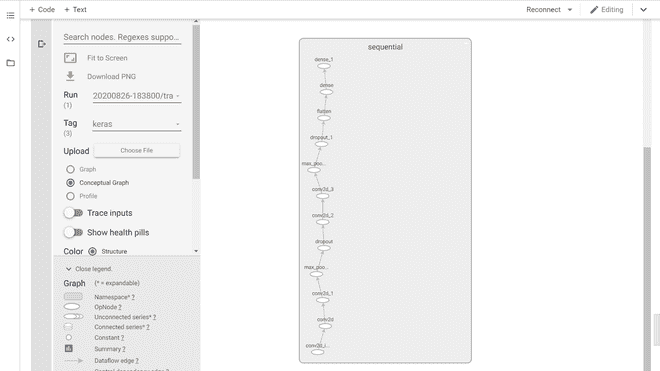 + Code + Text
Reconnect
Editing
Search nodes. Regexes suppo...
Fit to Screen
Download PNG
Run
(1)
20200826-183800/tra
Tag
(3)
keras
Upload
Choose File
Graph
Conceptual Graph
Profile
Trace inputs
Show health pills
Color
Structure
Close legend.
Graph
(* = expandable)
Namespace* ?
OpNode ?
Unconnected series* ?
Connected series* ?
Constant ?
Summary ?
Dataflow edge ?
Control dependency edge ?
sequential
dense_1
dense
flatten
dropout_1
max_poo...
conv2d_3
conv2d_2
dropout
max_poo...
conv2d_1
conv2d
conv2d_i...